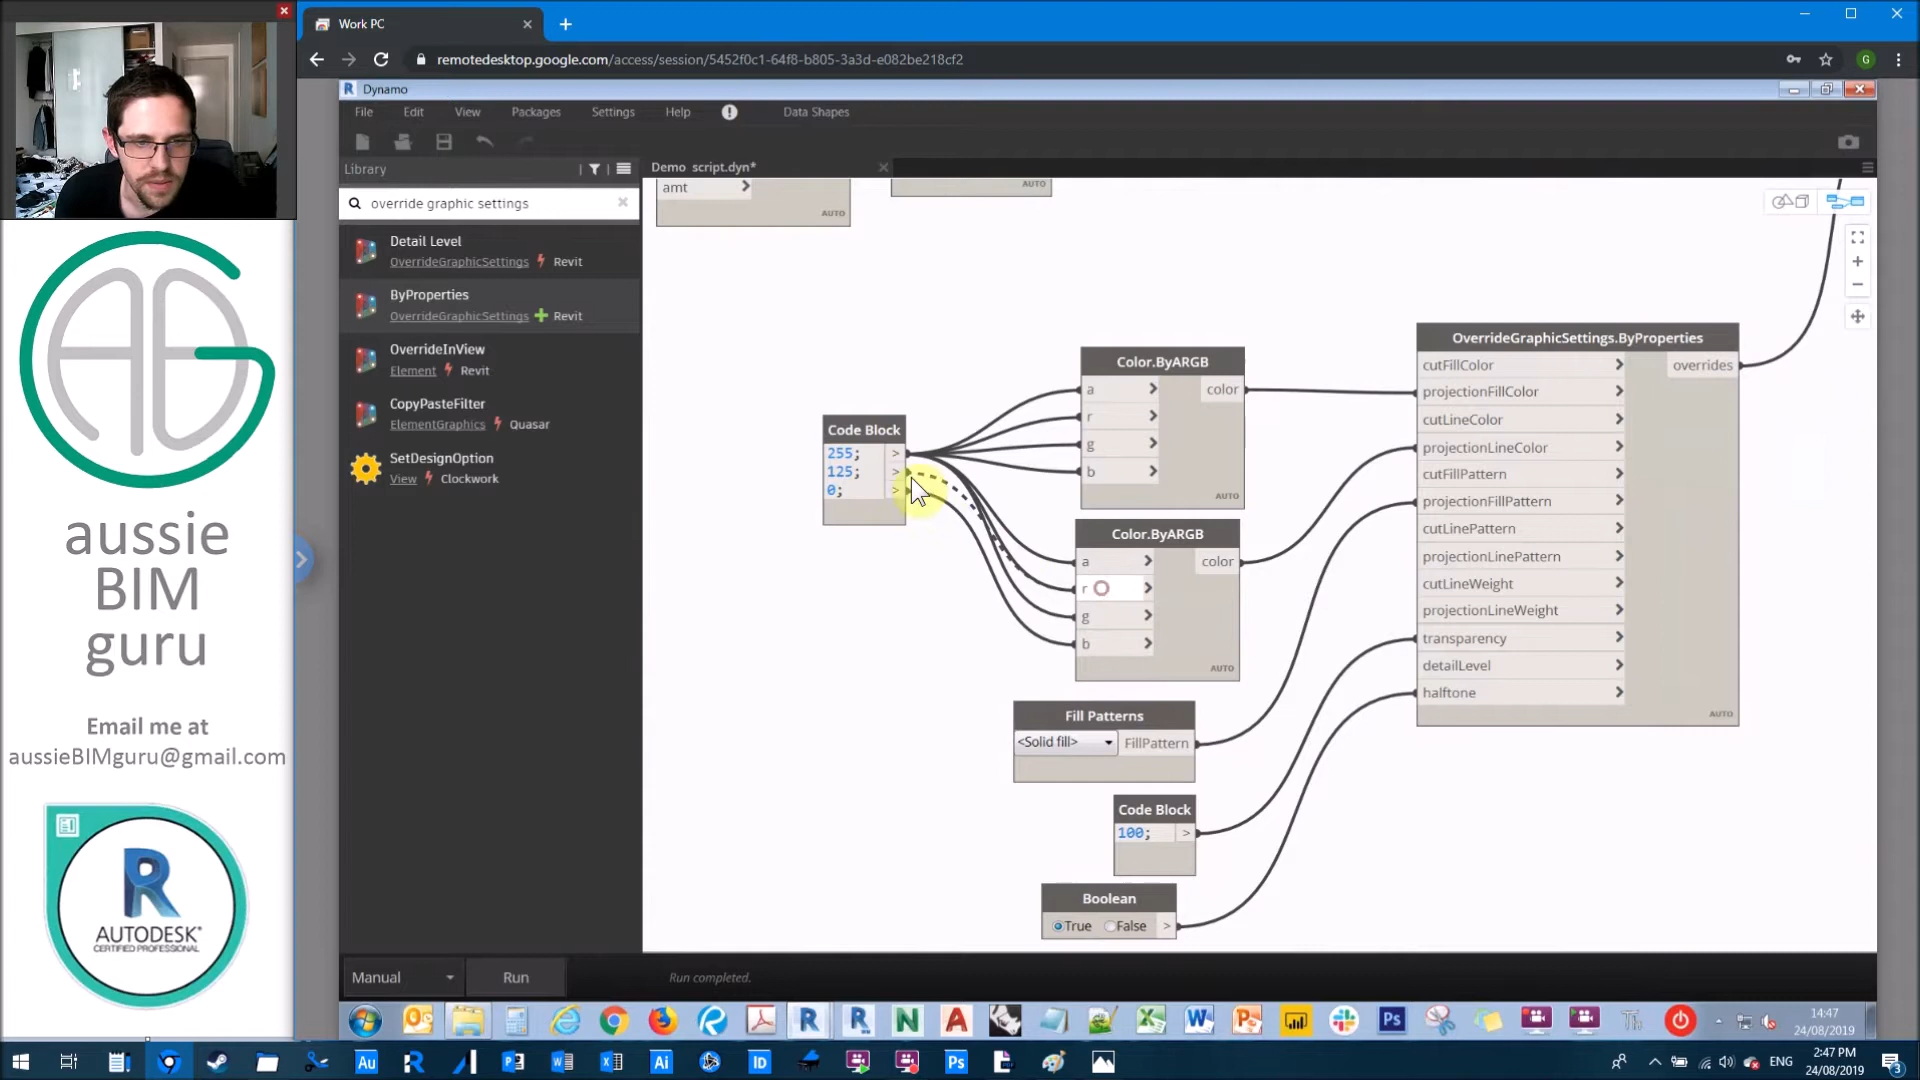 Work PC
remotedesktop.google.com/access/session/5452f0c1-64f8-b805-3a3d-e082be218cf2
G
R Dynamo
File Edit View Packages Settings Help Data Shapes
Library
Demo script.dyn*
override graphic settings
Detail Level
OverrideGraphicSettings Revit
ByProperties
OverrideGraphicSettings Revit
OverrideInView
Element Revit
CopyPasteFilter
ElementGraphics Quasar
SetDesignOption
View Clockwork
amt
AUTO
AUTO
Code Block
255; >
125; >
0; >
Color.ByARGB
a color
r
g
b
AUTO
Color.ByARGB
a color
r
g
b
AUTO
Fill Patterns
<Solid fill> FillPattern
Code Block
100; >
Boolean
True False >
OverrideGraphicSettings.ByProperties
cutFillColor overrides
projectionFillColor
cutLineColor
projectionLineColor
cutFillPattern
projectionFillPattern
cutLinePattern
projectionLinePattern
cutLineWeight
projectionLineWeight
transparency
detailLevel
halftone
AUTO
Manual Run Run completed.
aussie
BIM
guru
Email me at
aussieBIMguru@gmail.com
R
AUTODESK®
CERTIFIED PROFESSIONAL
14:47
24/08/2019
ENG
2:47 PM
24/08/2019
3